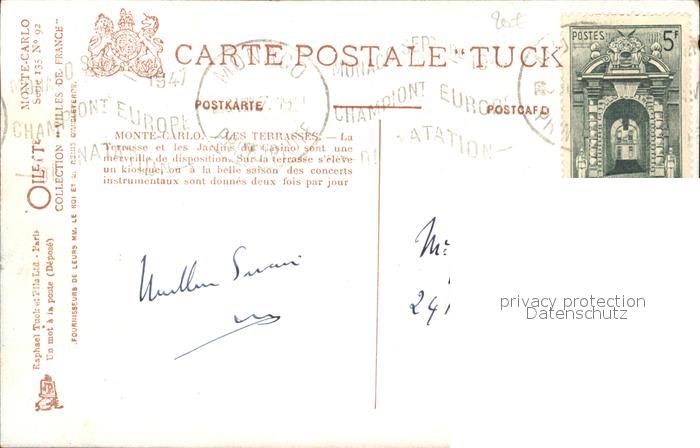 MONTE-CARLO
Série 135 Nº 92
COLLECTION "VILLES DE FRANCE"
OILETTE
FOURNISSEURS DE LEURS MM. LE ROI ET
Raphael Tuck et Fils Ltd. - Paris
Un mot à la poste (Déposé)
CARTE POSTALE "TUCK
POSTKARTE
POSTCARD
POSTES 5F
MONACO
1947
CHAMPIONT EUROPE
NATATION
MONTE-CARLO. — LES TERRASSES. — La
Terrasse et les Jardins du Casino sont une
merveille de disposition. Sur la terrasse s'élève
un kiosque, où à la belle saison des concerts
instrumentaux sont donnés deux fois par jour
privacy protection
Datenschutz